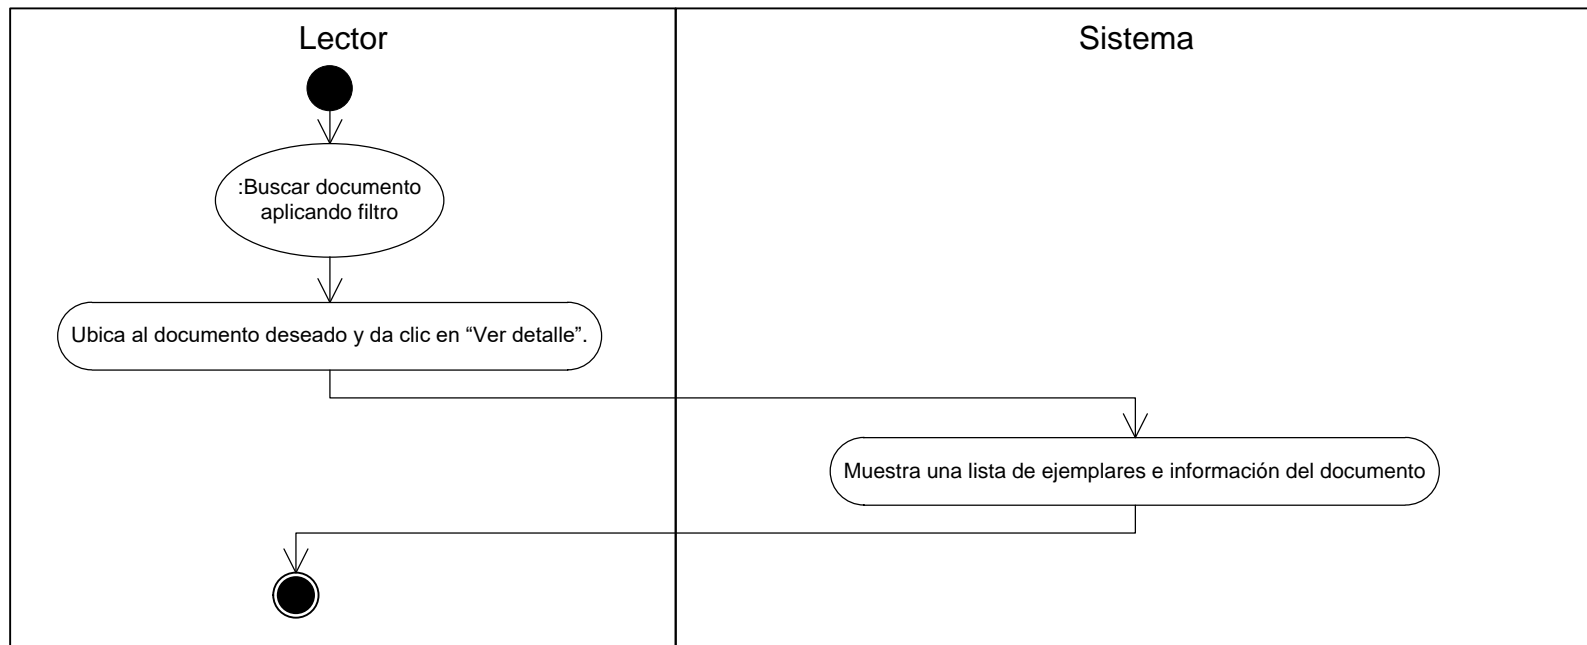 Lector
Sistema
:Buscar documento
aplicando filtro
Ubica al documento deseado y da clic en “Ver detalle”.
Muestra una lista de ejemplares e información del documento